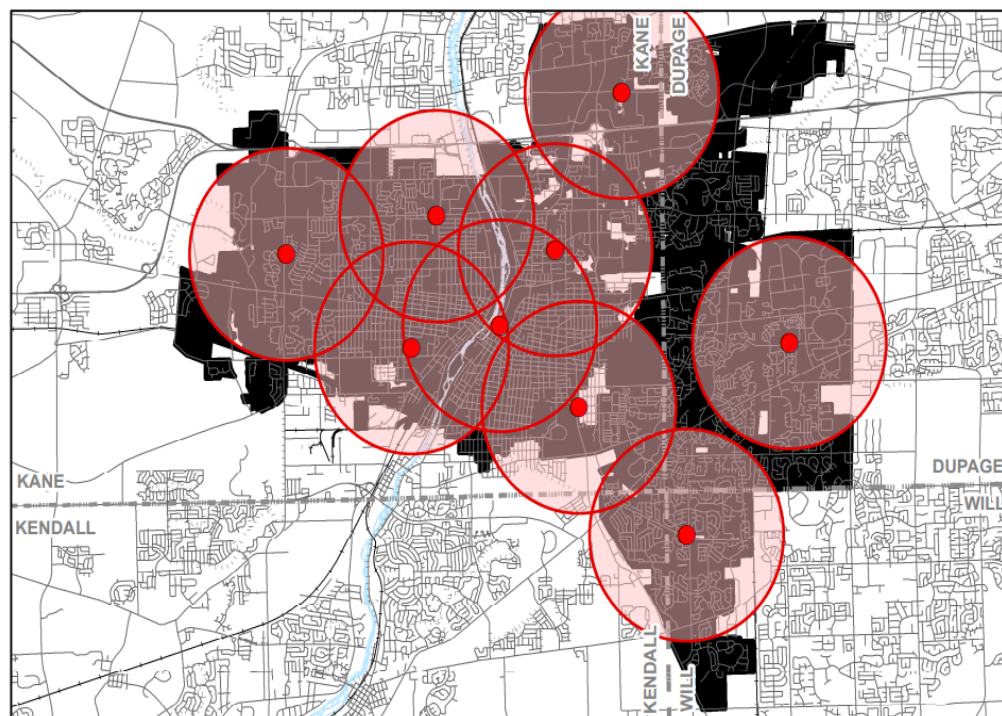 KANE
DUPAGE
KANE
DUPAGE
KENDALL
WILL
KENDALL
WILL